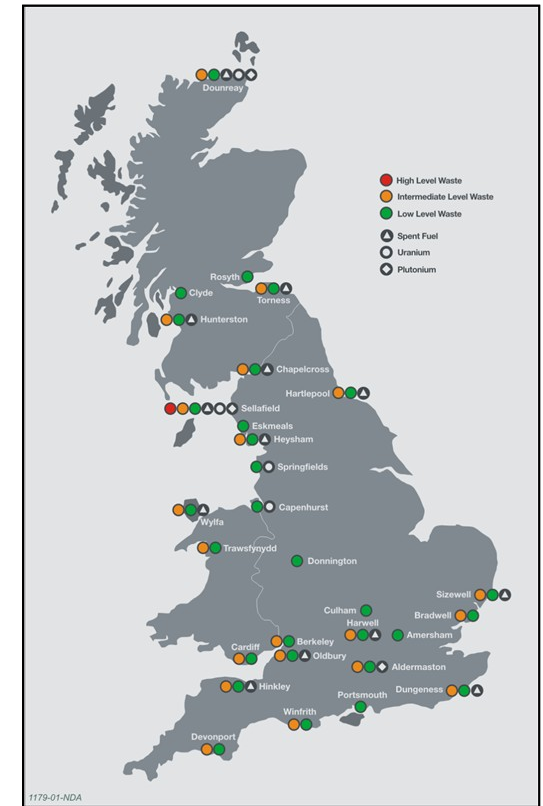 Dounreay
High Level Waste
Intermediate Level Waste
Low Level Waste
Spent Fuel
Uranium
Plutonium
Rosyth
Clyde
Torness
Hunterston
Chapelcross
Hartlepool
Sellafield
Eskmeals
Heysham
Springfields
Capenhurst
Wylfa
Trawsfynydd
Donnington
Sizewell
Culham
Bradwell
Harwell
Amersham
Berkeley
Cardiff
Oldbury
Aldermaston
Hinkley
Dungeness
Portsmouth
Winfrith
Devonport
1179-01-NDA